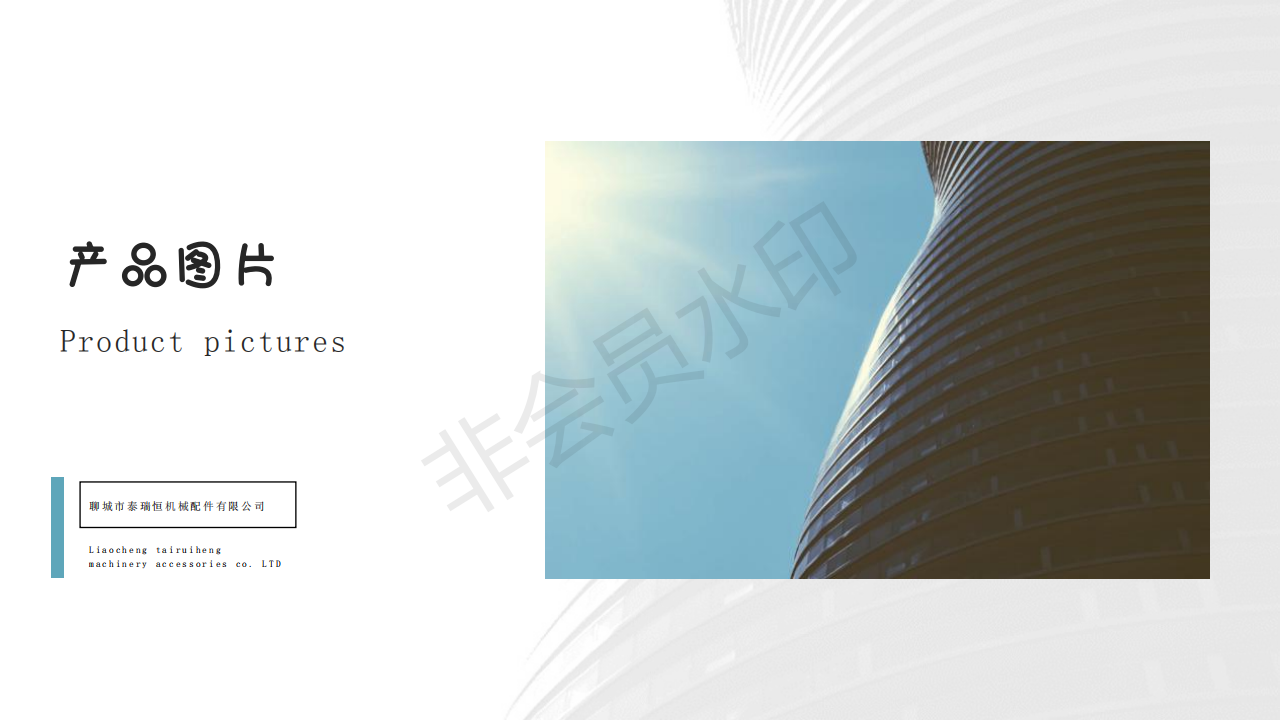 产品图片
Product pictures
非会员水印
聊城市泰瑞恒机械配件有限公司
Liaocheng tairuiheng
machinery accessories co. LTD